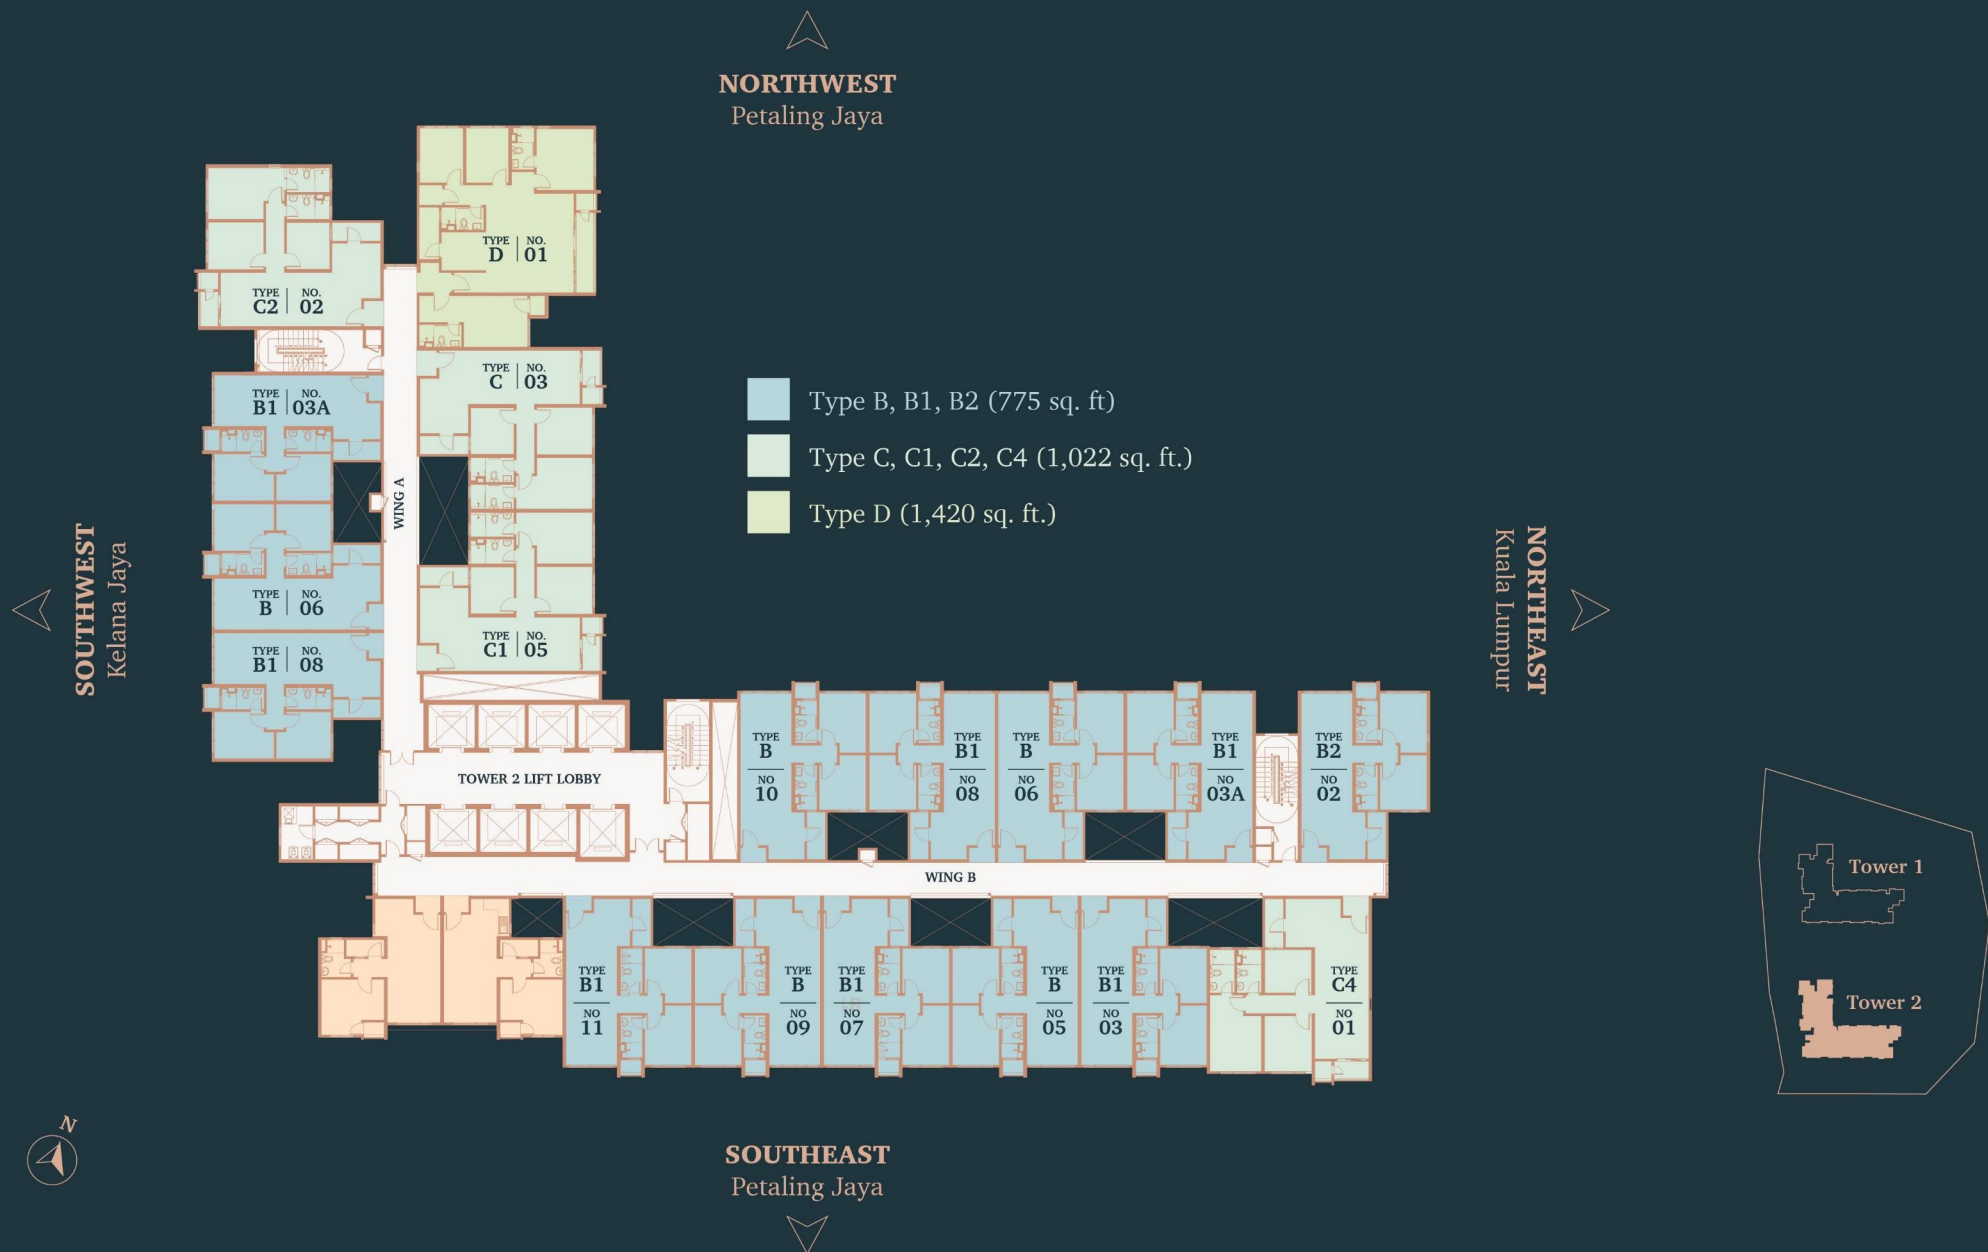 NORTHWEST
Petaling Jaya
TYPE NO.
D 01
TYPE NO.
C2 02
TYPE NO.
C 03
TYPE NO.
B1 03A
Type B, B1, B2 (775 sq. ft)
Type C, C1, C2, C4 (1,022 sq. ft.)
Type D (1,420 sq. ft.)
WING A
SOUTHWEST
Kelana Jaya
NORTHEAST
Kuala Lumpur
TYPE NO.
B 06
TYPE NO.
C1 05
TYPE NO.
B1 08
TOWER 2 LIFT LOBBY
TYPE
B
NO
10
TYPE
B1
NO
08
TYPE
B
NO
06
TYPE
B1
NO
03A
TYPE
B2
NO
02
WING B
TYPE
B1
NO
11
TYPE
B
NO
09
TYPE
B1
NO
07
TYPE
B
NO
05
TYPE
B1
NO
03
TYPE
C4
NO
01
Tower 1
Tower 2
N
SOUTHEAST
Petaling Jaya